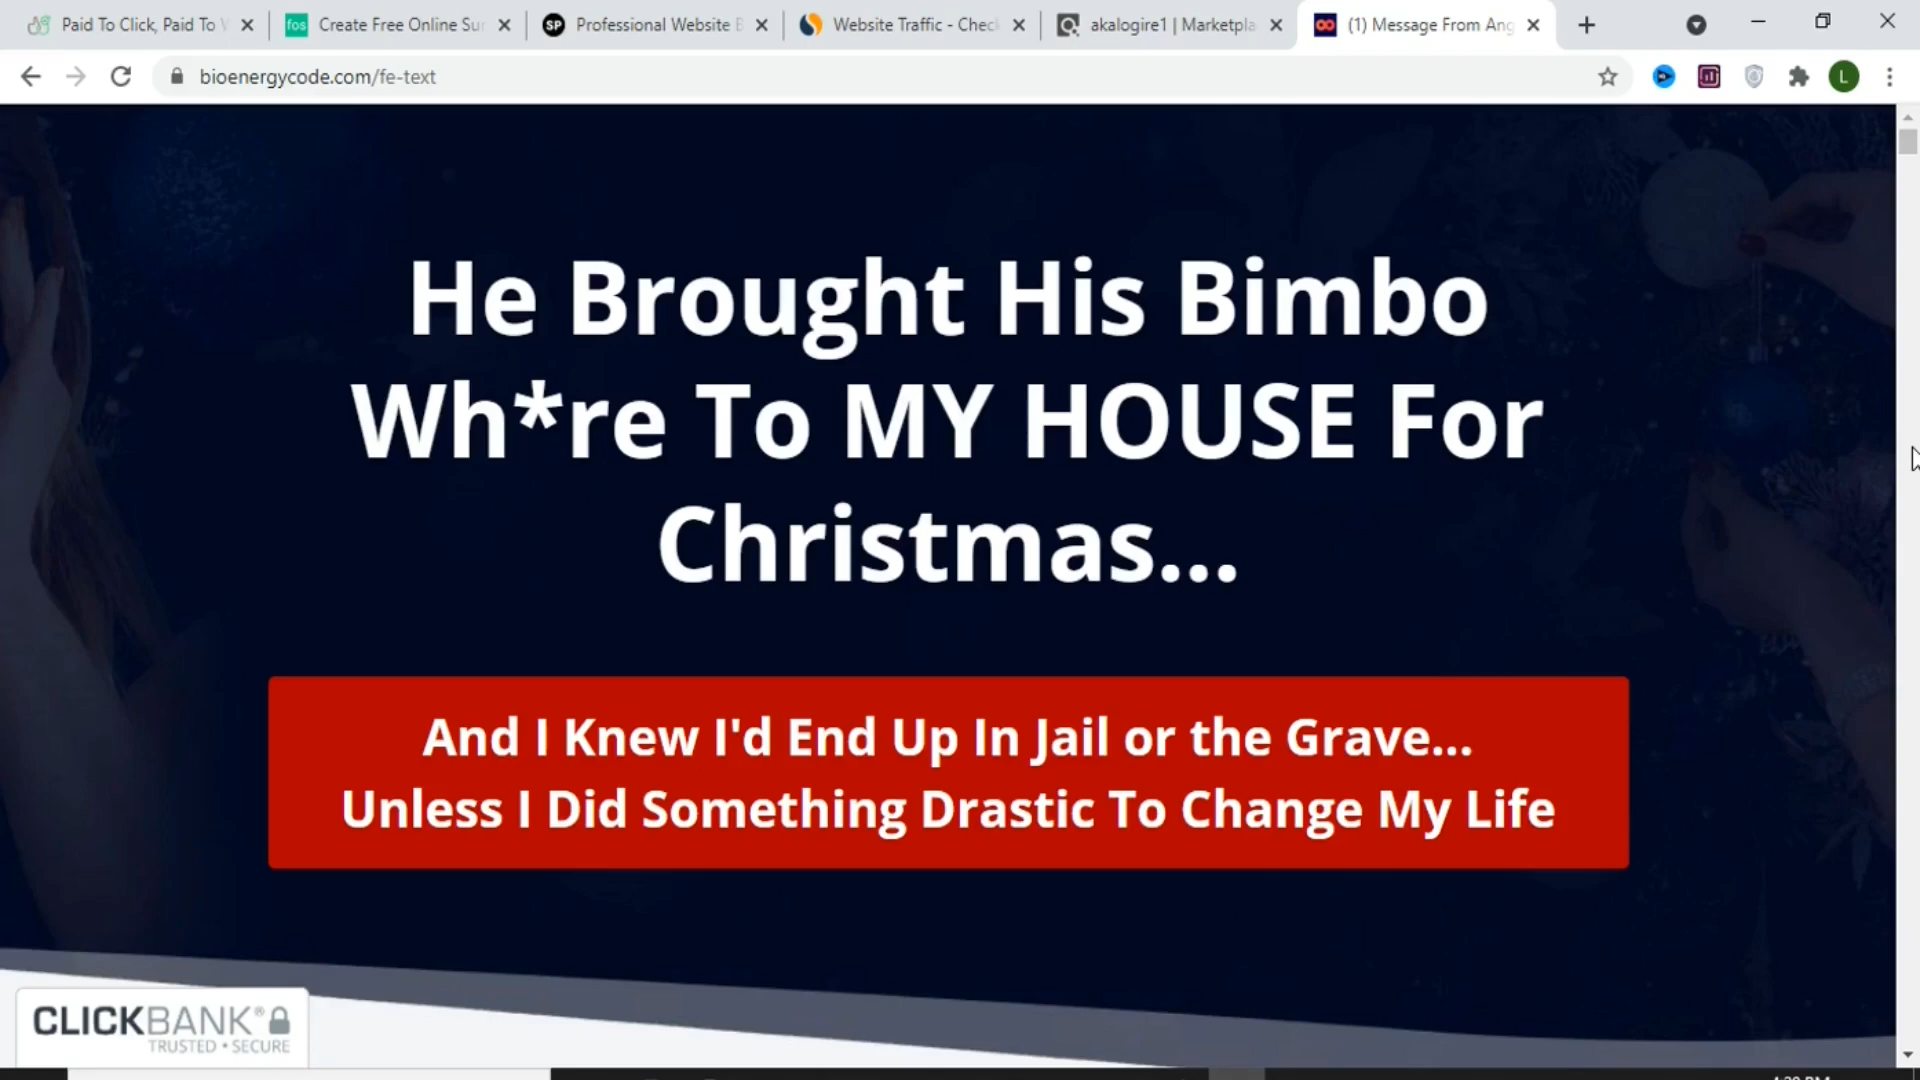 Paid To Click, Paid To
Create Free Online Sur
Professional Website B
Website Traffic - Check
akalogire1 | Marketpla
(1) Message From Ang
bioenergycode.com/fe-text
He Brought His Bimbo
Wh*re To MY HOUSE For
Christmas...
And I Knew I'd End Up In Jail or the Grave...
Unless I Did Something Drastic To Change My Life
CLICKBANK®
TRUSTED • SECURE